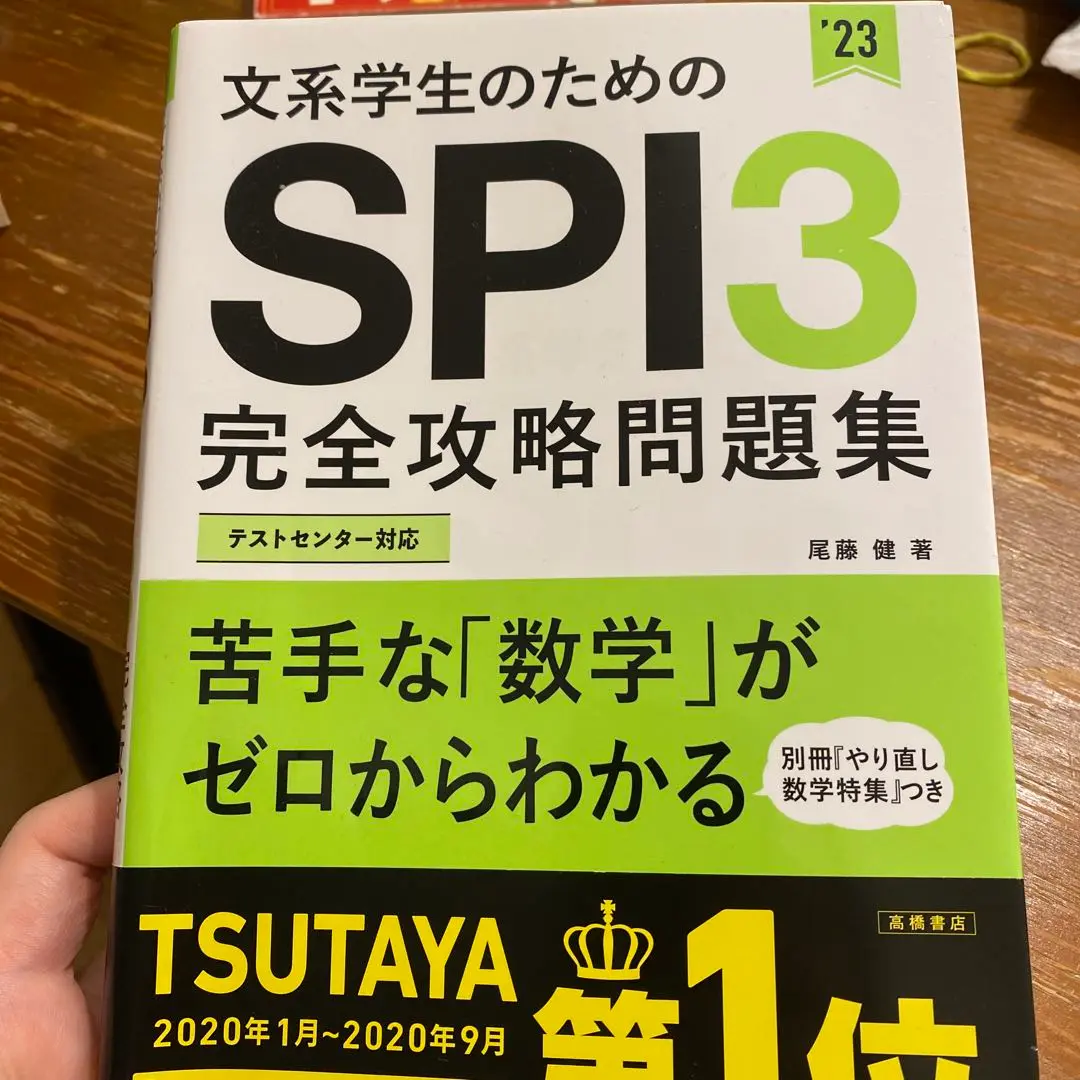 '23
文系学生のための
SPI3
完全攻略問題集
テストセンター対応
尾藤 健 著
苦手な「数学」が
ゼロからわかる
別冊『やり直し
数学特集』つき
高橋書店
TSUTAYA
2020年1月~2020年9月
第1位